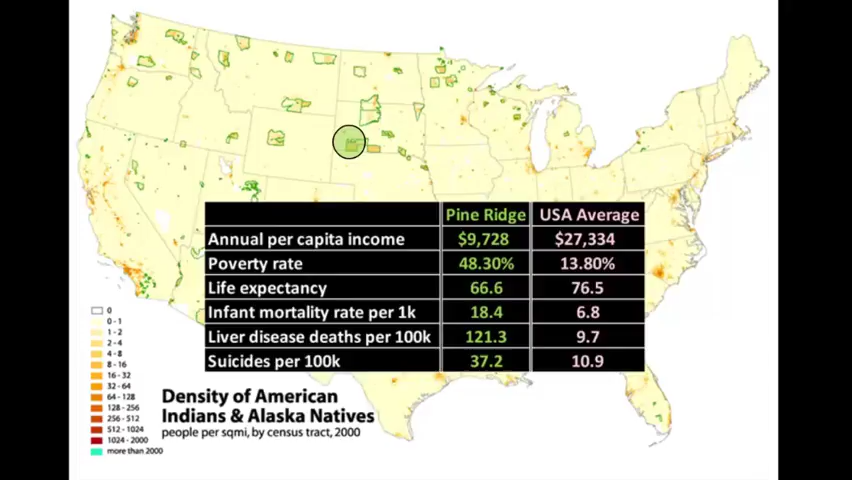 Pine Ridge USA Average
Annual per capita income $9,728 $27,334
Poverty rate 48.30% 13.80%
Life expectancy 66.6 76.5
Infant mortality rate per 1k 18.4 6.8
Liver disease deaths per 100k 121.3 9.7
Suicides per 100k 37.2 10.9
0
0 - 1
1 - 2
2 - 4
4 - 8
8 - 16
16 - 32
32 - 64
64 - 128
128 - 256
256 - 512
512 - 1024
1024 - 2000
more than 2000
Density of American
Indians & Alaska Natives
people per sqmi, by census tract, 2000